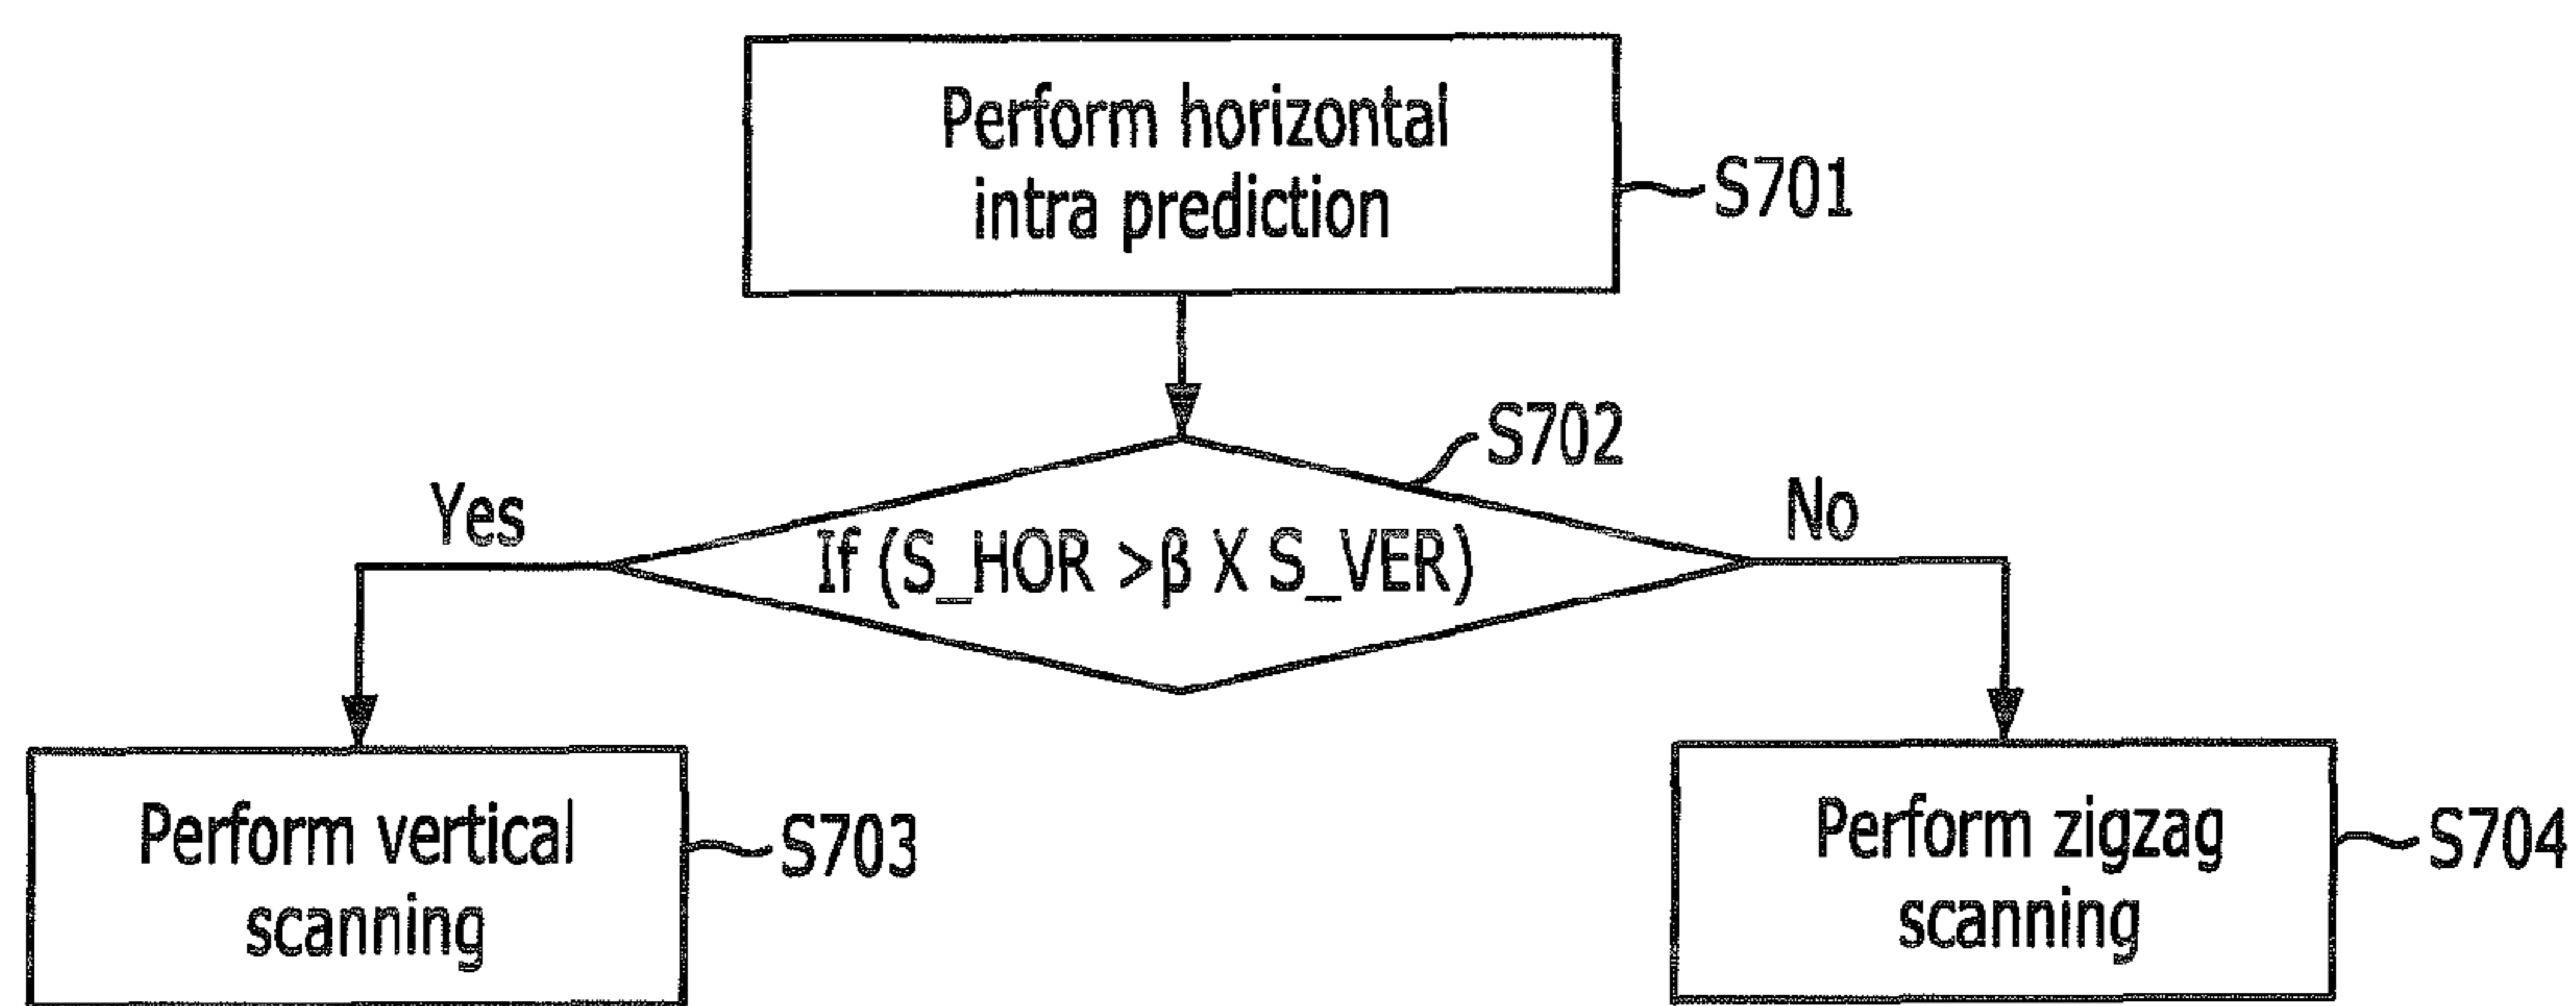 Perform horizontal
intra prediction
S701
S702
Yes
If (S_HOR >β X S_VER)
No
Perform vertical
scanning
S703
Perform zigzag
scanning
S704